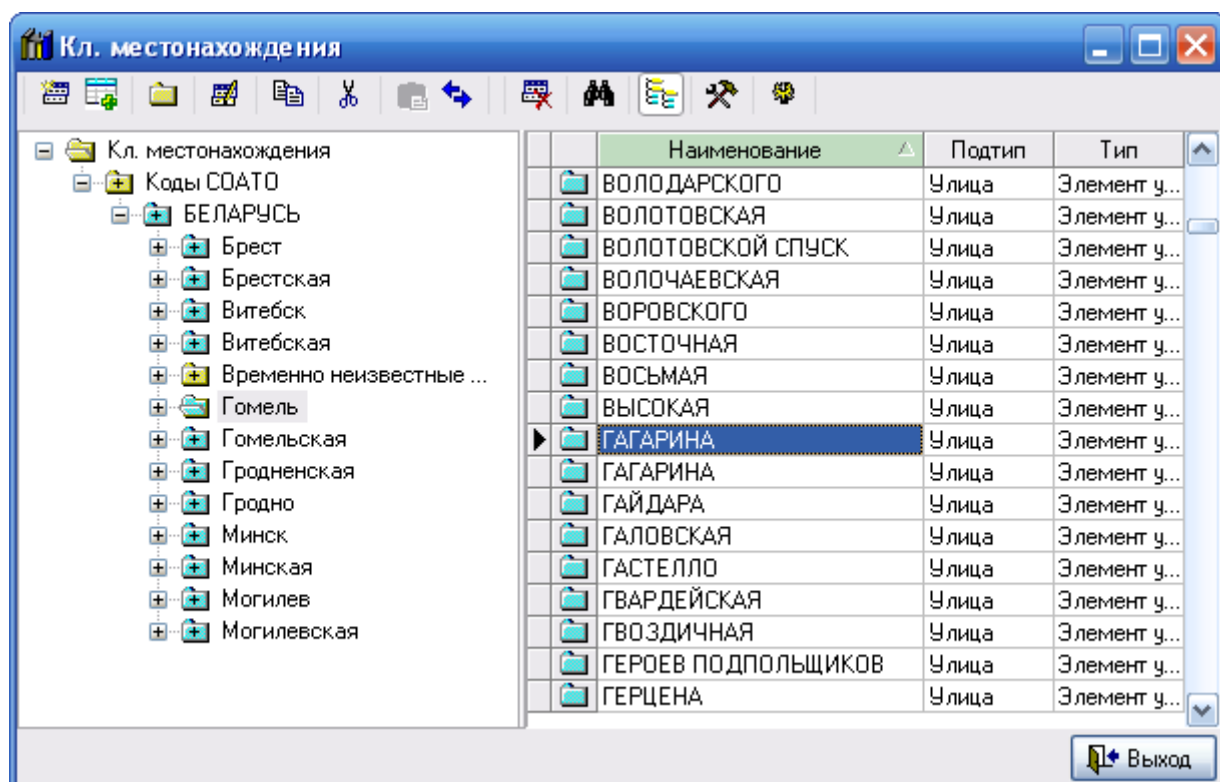 Кл. местонахождения
Кл. местонахождения
Коды СОАТО
БЕЛАРУСЬ
Брест
Брестская
Витебск
Витебская
Временно неизвестные ...
Гомель
Гомельская
Гродненская
Гродно
Минск
Минская
Могилев
Могилевская
Наименование Подтип Тип
ВОЛОДАРСКОГО Улица Элемент у...
ВОЛОТОВСКАЯ Улица Элемент у...
ВОЛОТОВСКОЙ СПУСК Улица Элемент у...
ВОЛОЧАЕВСКАЯ Улица Элемент у...
ВОРОВСКОГО Улица Элемент у...
ВОСТОЧНАЯ Улица Элемент у...
ВОСЬМАЯ Улица Элемент у...
ВЫСОКАЯ Улица Элемент у...
ГАГАРИНА Улица Элемент у...
ГАГАРИНА Улица Элемент у...
ГАЙДАРА Улица Элемент у...
ГАЛОВСКАЯ Улица Элемент у...
ГАСТЕЛЛО Улица Элемент у...
ГВАРДЕЙСКАЯ Улица Элемент у...
ГВОЗДИЧНАЯ Улица Элемент у...
ГЕРОЕВ ПОДПОЛЬЩИКОВ Улица Элемент у...
ГЕРЦЕНА Улица Элемент у...
Выход